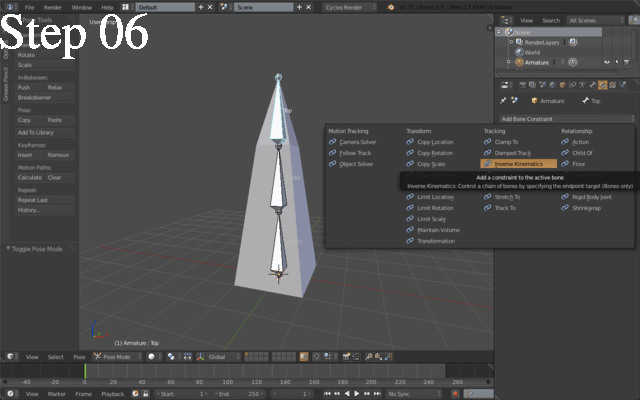 Step 06
File
Render
Window
Help
Default
Scene
Cycles Render
View
Search
All Scenes
Scene
RenderLayers
World
Armature
Tools
Grease Pencil
Rotate
Scale
In-Between:
Push
Relax
Breakdowner
Pose:
Copy
Paste
Add To Library
Keyframes:
Insert
Remove
Motion Paths:
Calculate
Clear
Repeat:
Repeat Last
History...
Toggle Pose Mode
Top
Armature
Top
Add Bone Constraint
Motion Tracking
Camera Solver
Follow Track
Object Solver
Transform
Copy Location
Copy Rotation
Copy Scale
Limit Location
Limit Rotation
Limit Scale
Maintain Volume
Transformation
Tracking
Clamp To
Damped Track
Inverse Kinematics
Stretch To
Track To
Relationship
Action
Child Of
Floor
Rigid Body Joint
Shrinkwrap
Add a constraint to the active bone
Inverse Kinematics: Control a chain of bones by specifying the endpoint target (Bones only)
(1) Armature : Top
View
Select
Pose
Pose Mode
Global
-40
-20
0
20
40
60
80
100
120
140
160
180
200
220
240
260
View
Marker
Frame
Playback
Start:
1
End:
250
1
No Sync